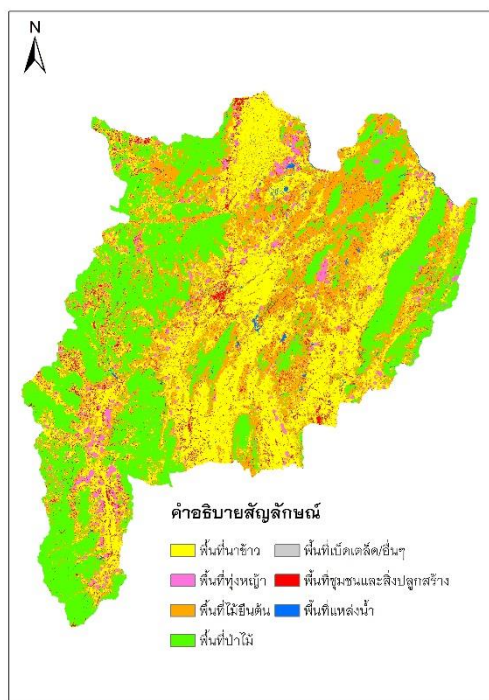 N
คำอธิบายสัญลักษณ์
พื้นที่นาข้าว พื้นที่เบ็ดเตล็ด/อื่นๆ
พื้นที่ทุ่งหญ้า พื้นที่ชุมชนและสิ่งปลูกสร้าง
พื้นที่ไม้ยืนต้น พื้นที่แหล่งน้ำ
พื้นที่ป่าไม้